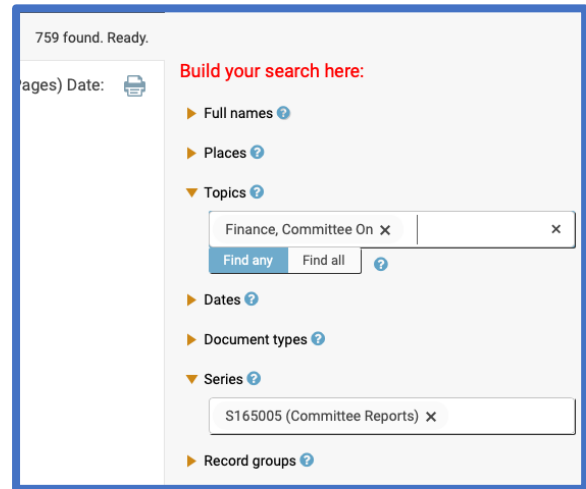 759 found. Ready.
Pages) Date:
Build your search here:
Full names ?
Places ?
Topics ?
Finance, Committee On ×
×
Find any Find all ?
Dates ?
Document types ?
Series ?
S165005 (Committee Reports) ×
Record groups ?